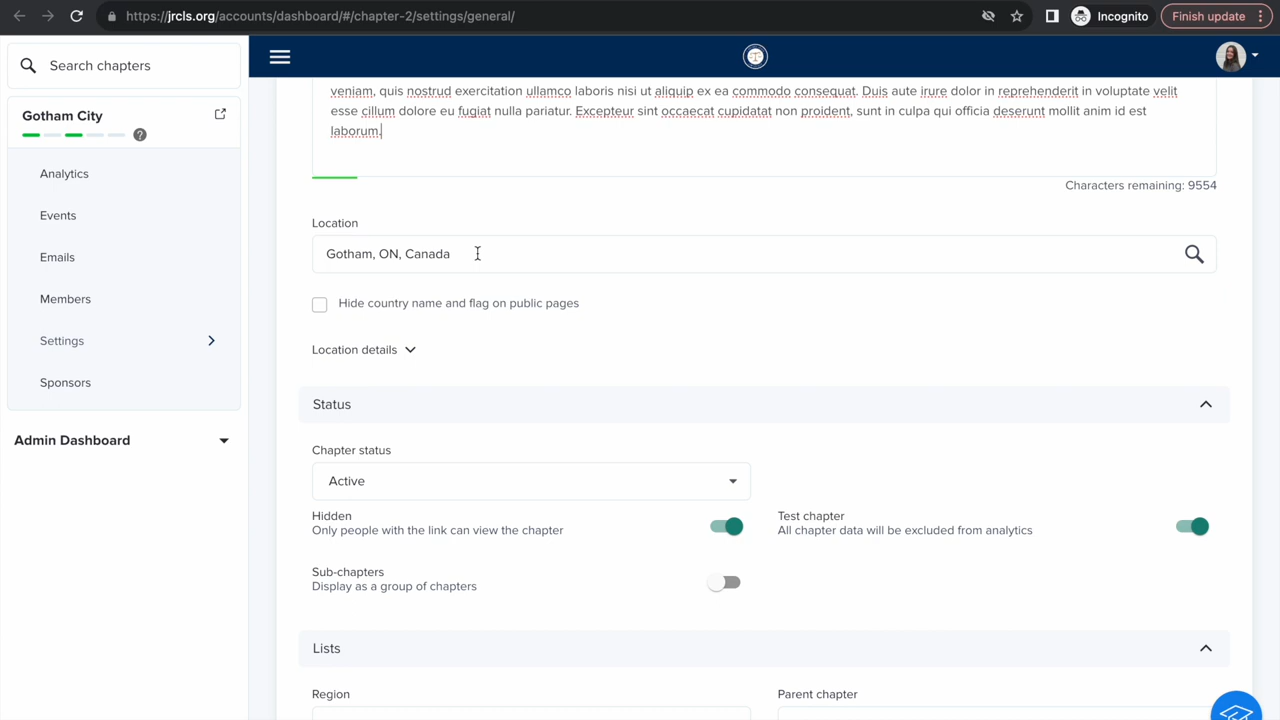 https://jrcls.org/accounts/dashboard/#/chapter-2/settings/general/
Incognito
Finish update
Search chapters
Gotham City
?
Analytics
Events
Emails
Members
Settings
Sponsors
Admin Dashboard
veniam, quis nostrud exercitation ullamco laboris nisi ut aliquip ex ea commodo consequat. Duis aute irure dolor in reprehenderit in voluptate velit
esse cillum dolore eu fugiat nulla pariatur. Excepteur sint occaecat cupidatat non proident, sunt in culpa qui officia deserunt mollit anim id est
laborum.
Characters remaining: 9554
Location
Gotham, ON, Canada
Hide country name and flag on public pages
Location details
Status
Chapter status
Active
Hidden
Only people with the link can view the chapter
Test chapter
All chapter data will be excluded from analytics
Sub-chapters
Display as a group of chapters
Lists
Region
Parent chapter